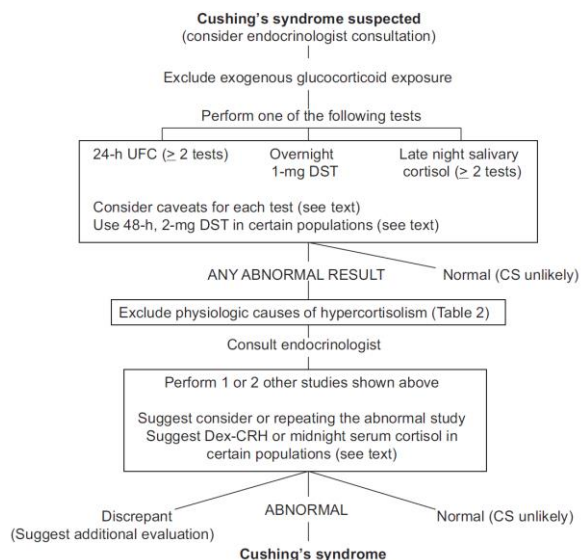 Cushing's syndrome suspected
(consider endocrinologist consultation)
Exclude exogenous glucocorticoid exposure
Perform one of the following tests
24-h UFC (≥ 2 tests)
Overnight
1-mg DST
Late night salivary
cortisol (≥ 2 tests)
Consider caveats for each test (see text)
Use 48-h, 2-mg DST in certain populations (see text)
ANY ABNORMAL RESULT
Normal (CS unlikely)
Exclude physiologic causes of hypercortisolism (Table 2)
Consult endocrinologist
Perform 1 or 2 other studies shown above
Suggest consider or repeating the abnormal study
Suggest Dex-CRH or midnight serum cortisol in
certain populations (see text)
Discrepant
(Suggest additional evaluation)
ABNORMAL
Normal (CS unlikely)
Cushing's syndrome